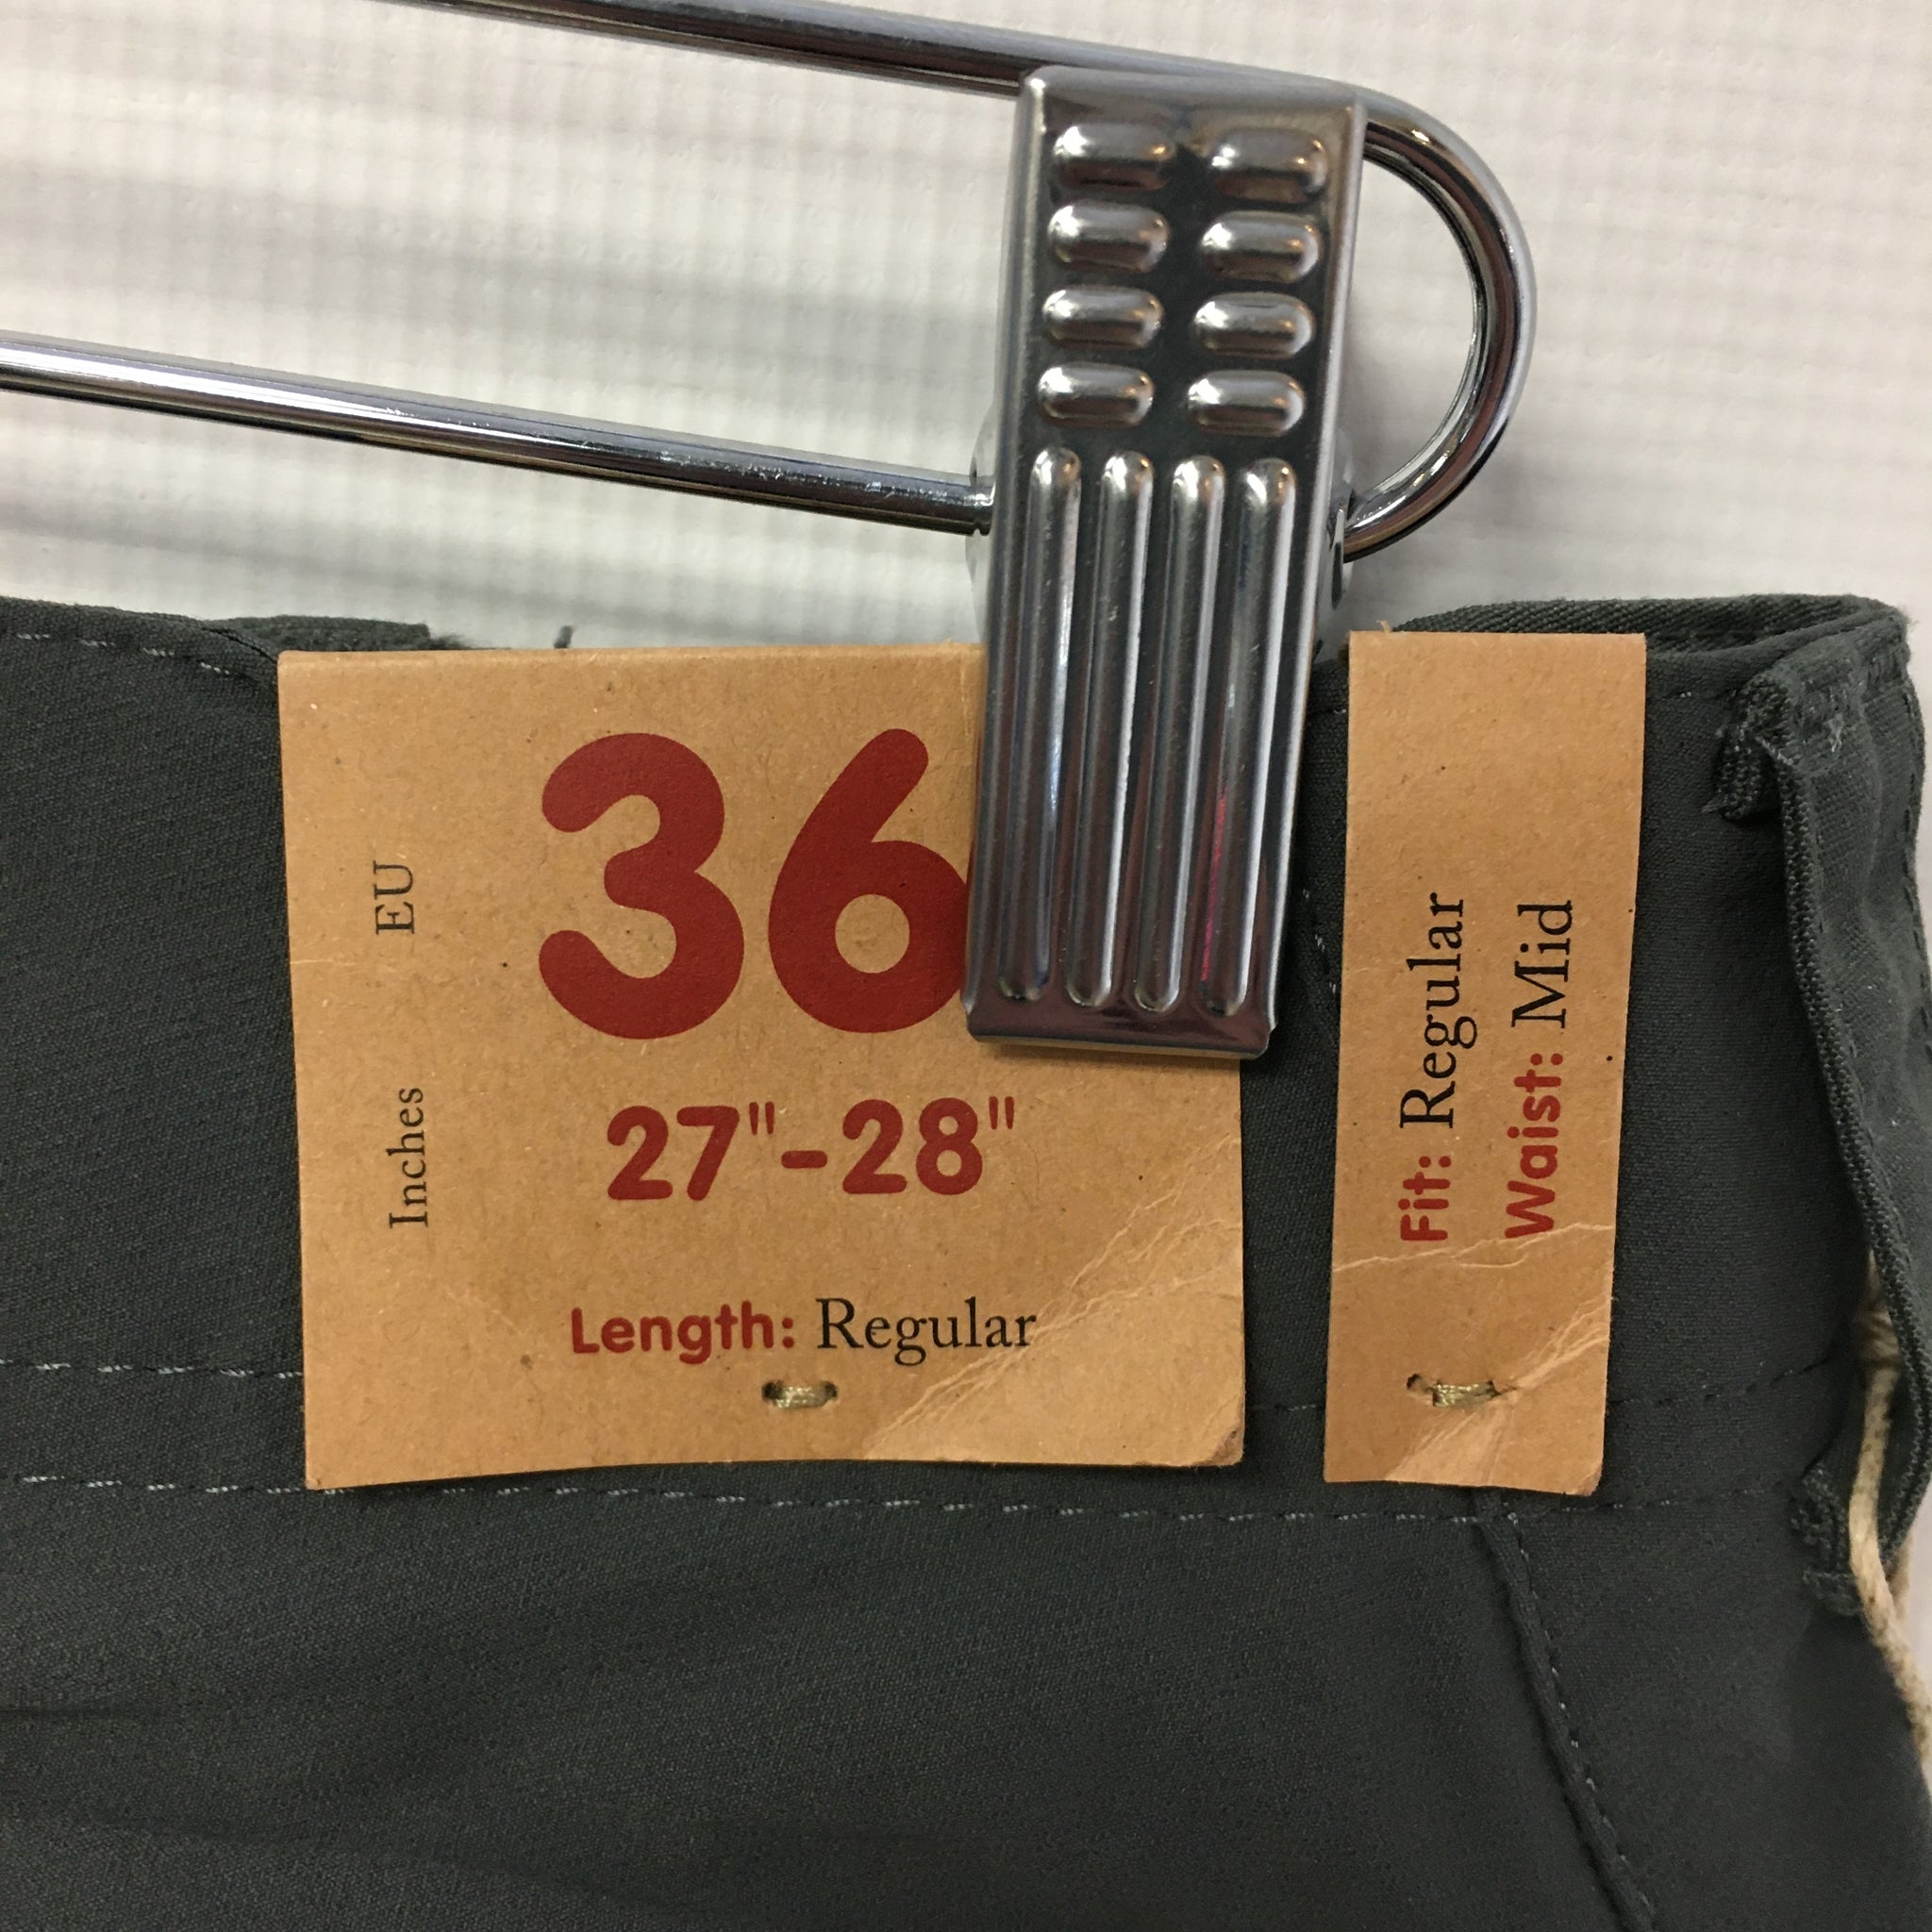 EU 36
Inches 27"-28"
Length: Regular
Fit: Regular
Waist: Mid